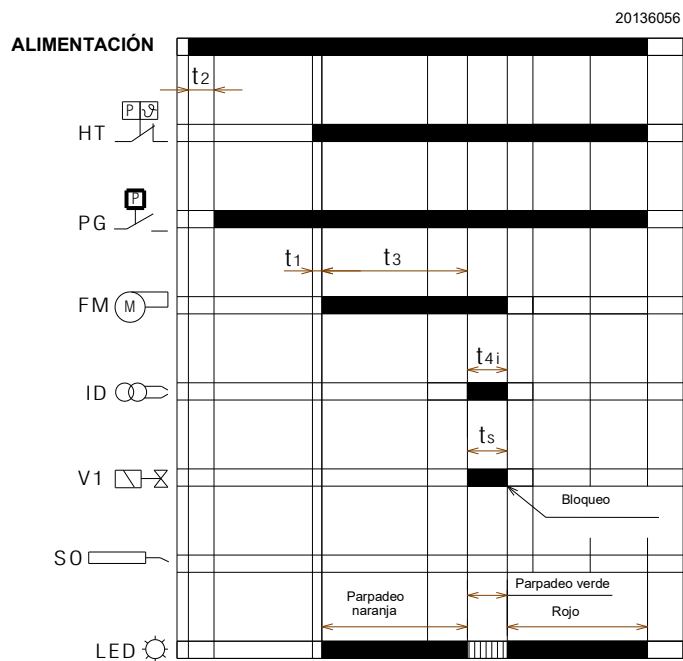 20136056
ALIMENTACIÓN
t2
P ϑ
HT
P
PG
t1 t3
FM M
t4i
ID
ts
V1
Bloqueo
SO
Parpadeo verde
Parpadeo
naranja
Rojo
LED